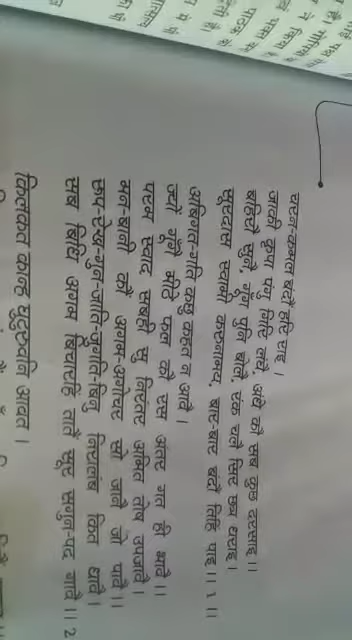 चरन-कमल बंदौं हरि राइ।
जाकी कृपा पंगु गिरि लंघै, अंधे कौं सब कुछ दरसाइ।।
बहिरौ सुनै, गूँग पुनि बोलै, रंक चलै सिर छत्र धराइ।
सूरदास स्वामी करुनामय, बार-बार बंदौं तिहिं पाइ।। 1 ।।
अबिगत-गति कछु कहत न आवै।
ज्यौं गूँगै मीठे फल कौ रस अंतर गत ही भावै।।
परम स्वाद सबही सु निरंतर अमित तोष उपजावै।
मन-बानी कौं अगम-अगोचर सो जानै जो पावै।।
रूप-रेख-गुन-जाति-जुगति-बिनु निरालंब कित धावै।
सब बिधि अगम बिचारहिं तातैं सूर सगुन-पद गावै।। 2
किलकत कान्ह घुटुरुवनि आवत।